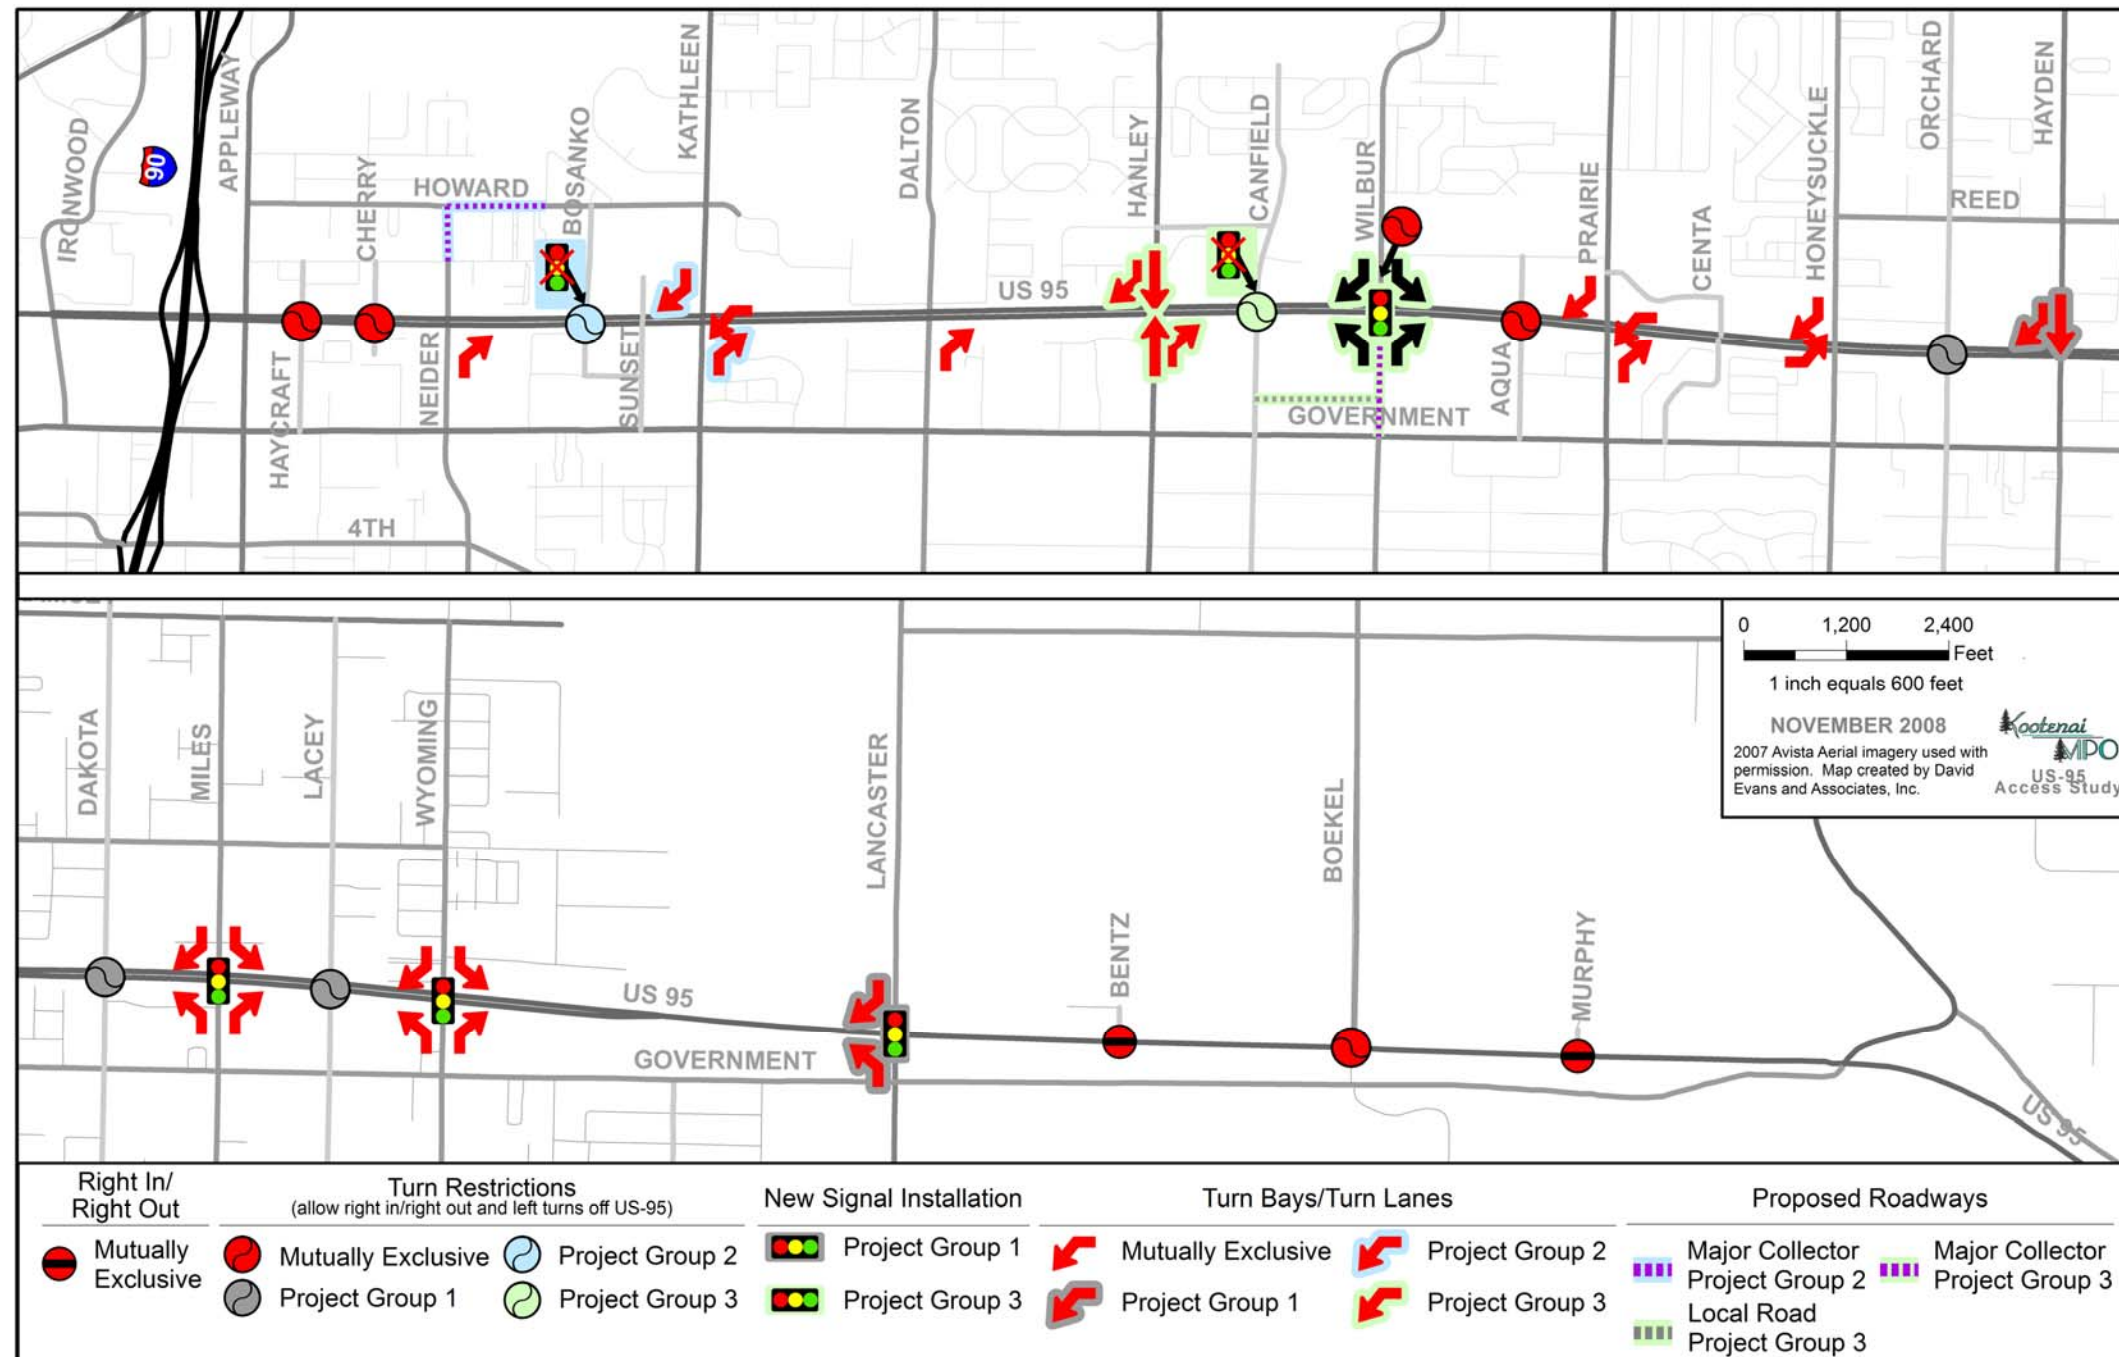 IRONWOOD
90
APPLEWAY
HAYCRAFT
CHERRY
HOWARD
NEIDER
4TH
BOSANKO
SUNSET
KATHLEEN
DALTON
US 95
HANLEY
CANFIELD
WILBUR
GOVERNMENT
AQUA
PRAIRIE
CENTA
HONEYSUCKLE
ORCHARD
REED
HAYDEN
DAKOTA
MILES
LACEY
WYOMING
US 95
GOVERNMENT
LANCASTER
BENTZ
BOEKEL
MURPHY
US 95
0 1,200 2,400
Feet
1 inch equals 600 feet
NOVEMBER 2008
2007 Avista Aerial imagery used with
permission. Map created by David
Evans and Associates, Inc.
Kootenai
MPO
US-95
Access Study
Right In/
Right Out
Mutually
Exclusive
Turn Restrictions
(allow right in/right out and left turns off US-95)
Mutually Exclusive
Project Group 2
Project Group 1
Project Group 3
New Signal Installation
Project Group 1
Project Group 3
Turn Bays/Turn Lanes
Mutually Exclusive
Project Group 2
Project Group 1
Project Group 3
Proposed Roadways
Major Collector
Project Group 2
Major Collector
Project Group 3
Local Road
Project Group 3